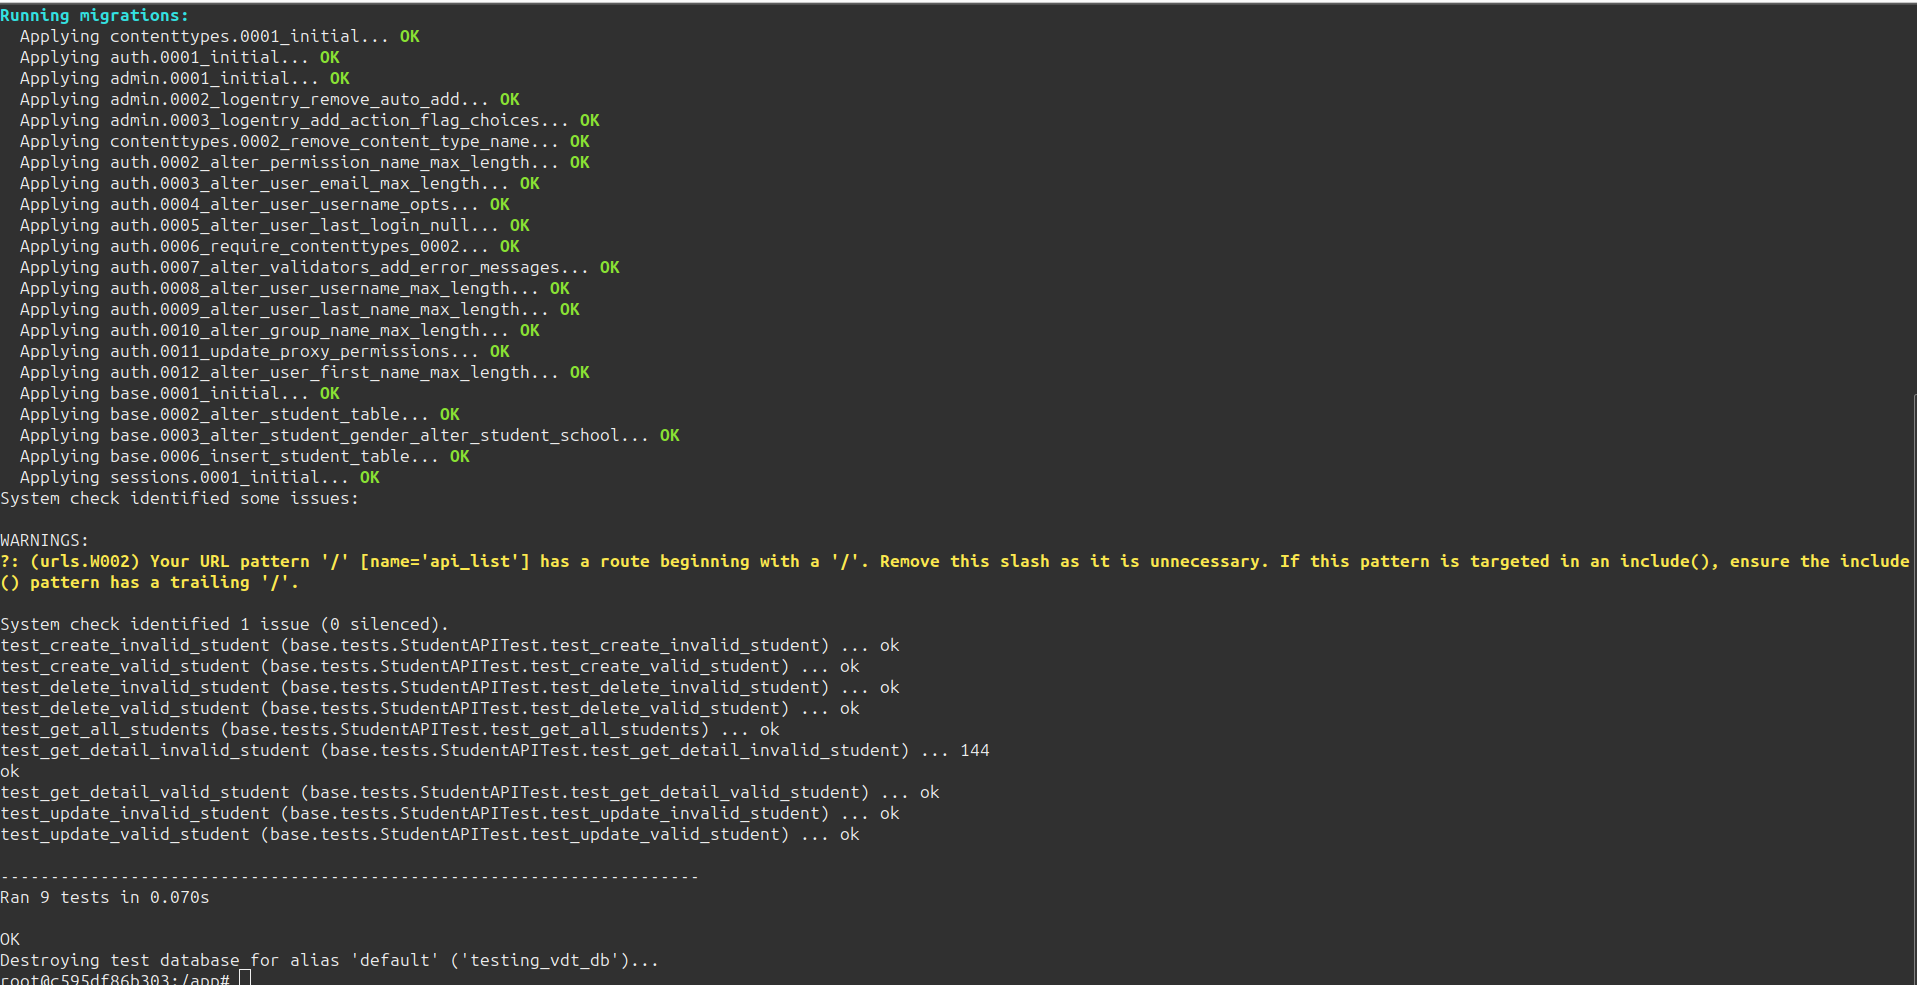 Running migrations:
  Applying contenttypes.0001_initial... OK
  Applying auth.0001_initial... OK
  Applying admin.0001_initial... OK
  Applying admin.0002_logentry_remove_auto_add... OK
  Applying admin.0003_logentry_add_action_flag_choices... OK
  Applying contenttypes.0002_remove_content_type_name... OK
  Applying auth.0002_alter_permission_name_max_length... OK
  Applying auth.0003_alter_user_email_max_length... OK
  Applying auth.0004_alter_user_username_opts... OK
  Applying auth.0005_alter_user_last_login_null... OK
  Applying auth.0006_require_contenttypes_0002... OK
  Applying auth.0007_alter_validators_add_error_messages... OK
  Applying auth.0008_alter_user_username_max_length... OK
  Applying auth.0009_alter_user_last_name_max_length... OK
  Applying auth.0010_alter_group_name_max_length... OK
  Applying auth.0011_update_proxy_permissions... OK
  Applying auth.0012_alter_user_first_name_max_length... OK
  Applying base.0001_initial... OK
  Applying base.0002_alter_student_table... OK
  Applying base.0003_alter_student_gender_alter_student_school... OK
  Applying base.0006_insert_student_table... OK
  Applying sessions.0001_initial... OK
System check identified some issues:

WARNINGS:
?: (urls.W002) Your URL pattern '/' [name='api_list'] has a route beginning with a '/'. Remove this slash as it is unnecessary. If this pattern is targeted in an include(), ensure the include
() pattern has a trailing '/'.

System check identified 1 issue (0 silenced).
test_create_invalid_student (base.tests.StudentAPITest.test_create_invalid_student) ... ok
test_create_valid_student (base.tests.StudentAPITest.test_create_valid_student) ... ok
test_delete_invalid_student (base.tests.StudentAPITest.test_delete_invalid_student) ... ok
test_delete_valid_student (base.tests.StudentAPITest.test_delete_valid_student) ... ok
test_get_all_students (base.tests.StudentAPITest.test_get_all_students) ... ok
test_get_detail_invalid_student (base.tests.StudentAPITest.test_get_detail_invalid_student) ... 144
ok
test_get_detail_valid_student (base.tests.StudentAPITest.test_get_detail_valid_student) ... ok
test_update_invalid_student (base.tests.StudentAPITest.test_update_invalid_student) ... ok
test_update_valid_student (base.tests.StudentAPITest.test_update_valid_student) ... ok

----------------------------------------------------------------------
Ran 9 tests in 0.070s

OK
Destroying test database for alias 'default' ('testing_vdt_db')...
root@c595df86b303:/app#